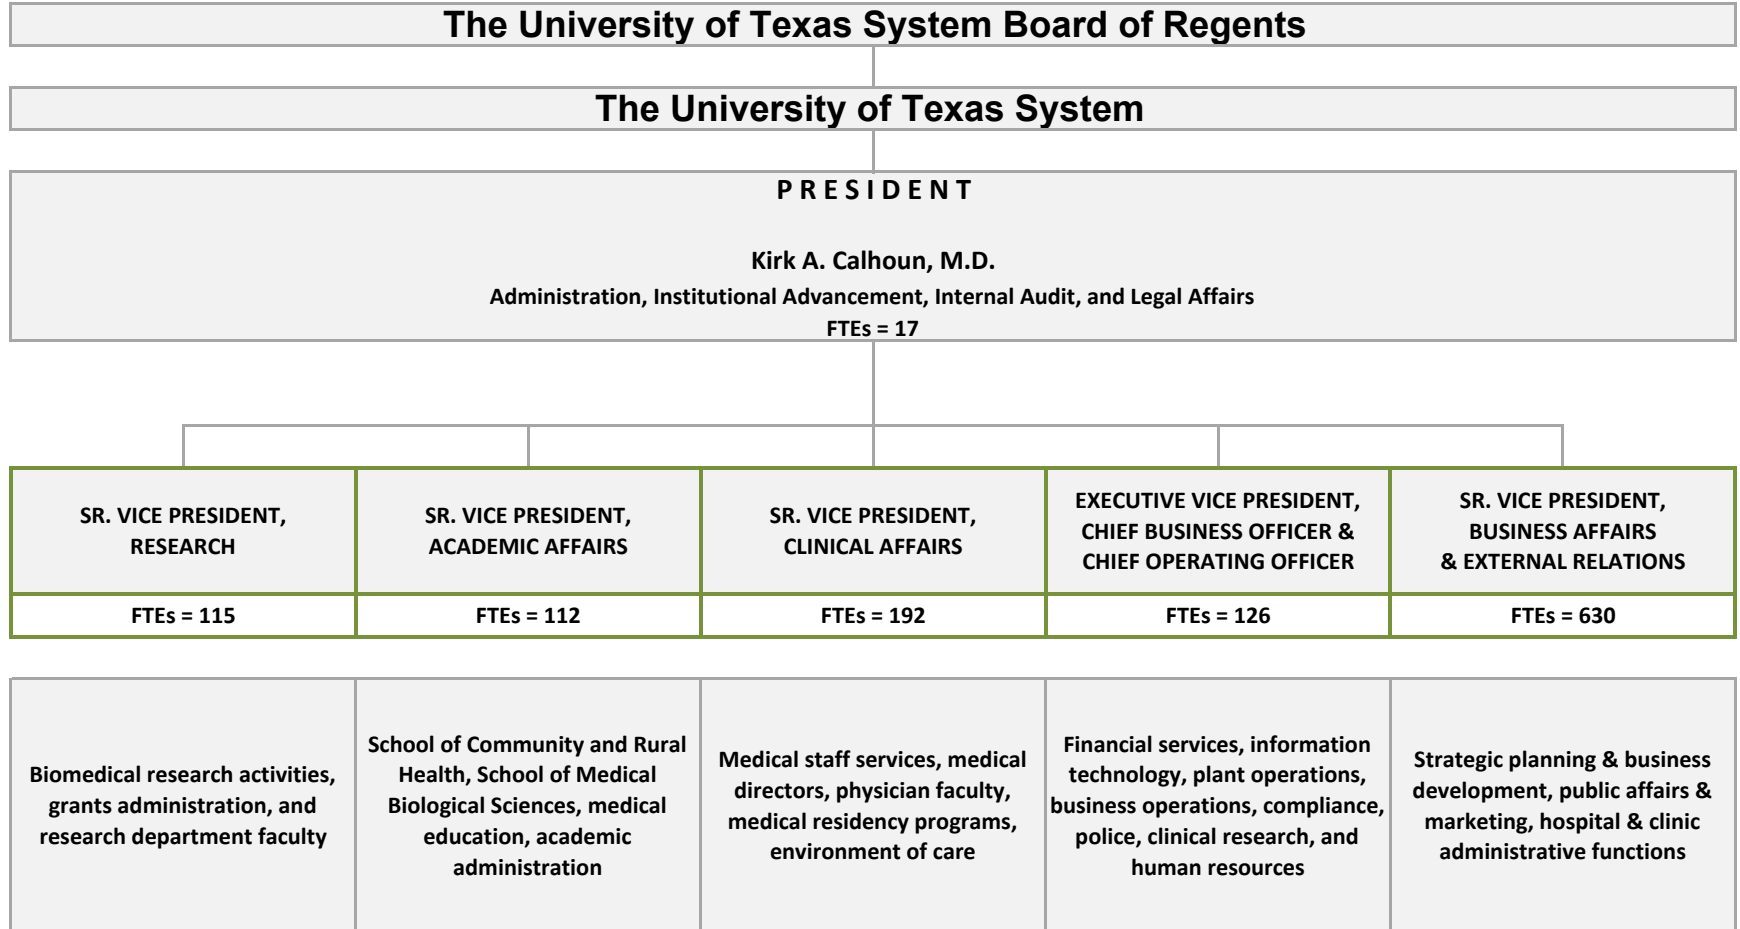 The University of Texas System Board of Regents
The University of Texas System
P R E S I D E N T
Kirk A. Calhoun, M.D.
Administration, Institutional Advancement, Internal Audit, and Legal Affairs
FTEs = 17
SR. VICE PRESIDENT,
RESEARCH
FTEs = 115
SR. VICE PRESIDENT,
ACADEMIC AFFAIRS
FTEs = 112
SR. VICE PRESIDENT,
CLINICAL AFFAIRS
FTEs = 192
EXECUTIVE VICE PRESIDENT,
CHIEF BUSINESS OFFICER &
CHIEF OPERATING OFFICER
FTEs = 126
SR. VICE PRESIDENT,
BUSINESS AFFAIRS
& EXTERNAL RELATIONS
FTEs = 630
Biomedical research activities,
grants administration, and
research department faculty
School of Community and Rural
Health, School of Medical
Biological Sciences, medical
education, academic
administration
Medical staff services, medical
directors, physician faculty,
medical residency programs,
environment of care
Financial services, information
technology, plant operations,
business operations, compliance,
police, clinical research, and
human resources
Strategic planning & business
development, public affairs &
marketing, hospital & clinic
administrative functions